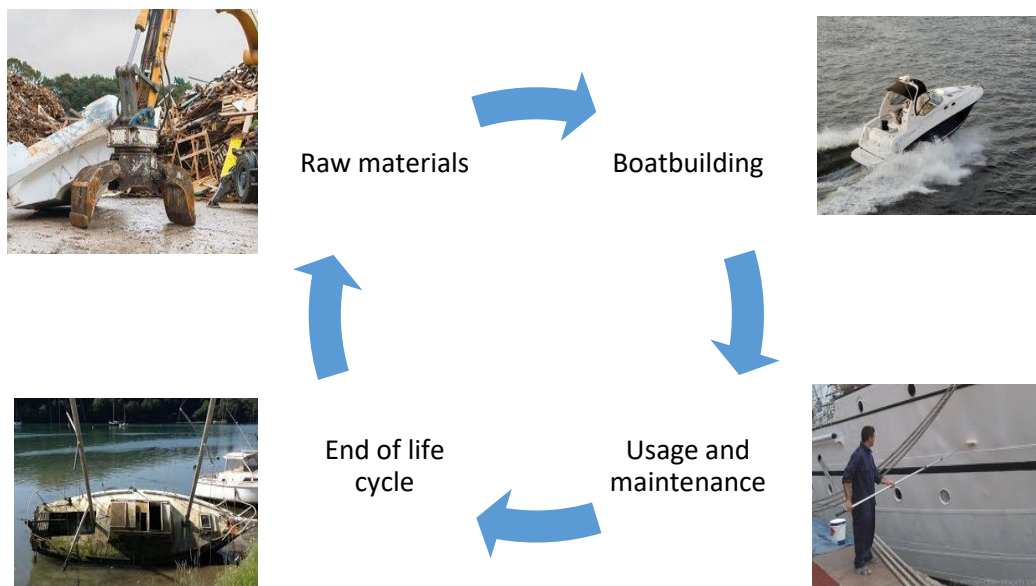 Raw materials
Boatbuilding
End of life
cycle
Usage and
maintenance